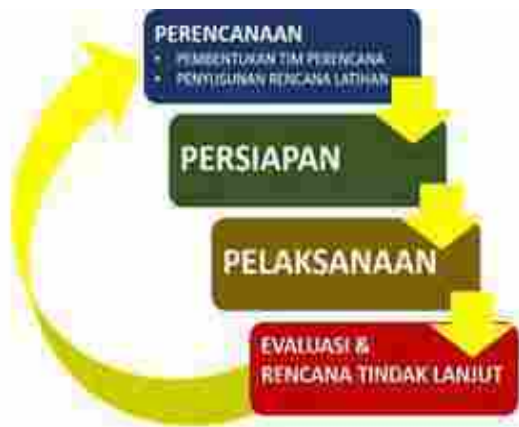 PERENCANAAN
• PEMBENTUKAN TIM PERENCANA
• PENYUSUNAN RENCANA LATIHAN
PERSIAPAN
PELAKSANAAN
EVALUASI &
RENCANA TINDAK LANJUT